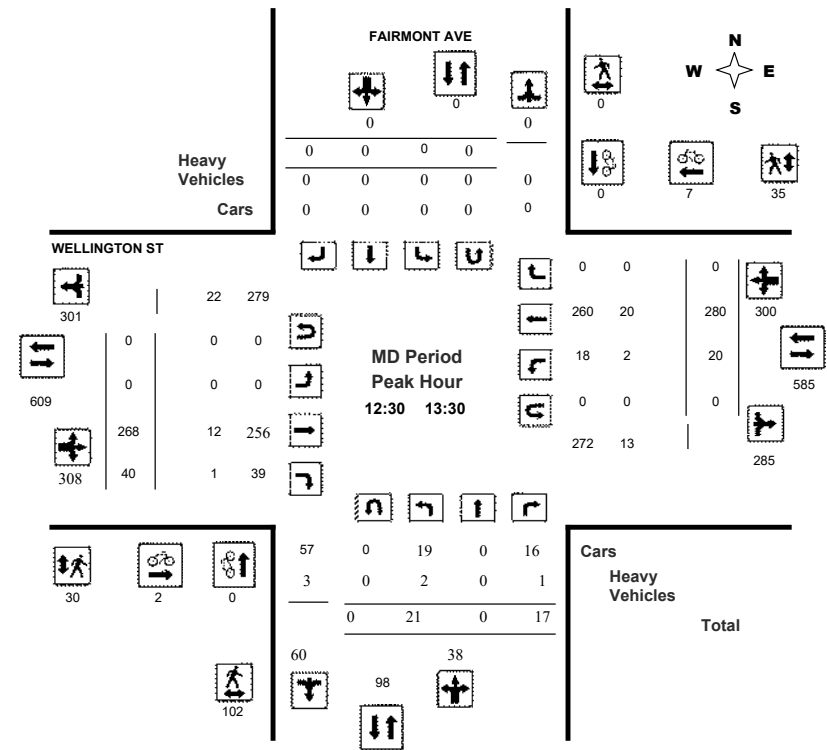 FAIRMONT AVE
N
W E
S
0
0
0 0
0
0 0 0 0
Heavy
Vehicles
0 0 0 0 0
Cars 0 0 0 0 0
0 7 35
WELLINGTON ST
301
22 279
0 0 0
609
0 0 0
268 12 256
308 40 1 39
MD Period
Peak Hour
12:30 13:30
0 0 0
260 20 280 300
18 2 20
585
0 0 0
272 13
285
30 2 0
102
57 0 19 0 16 Cars
3 0 2 0 1 Heavy
Vehicles
0 21 0 17 Total
60 38
98